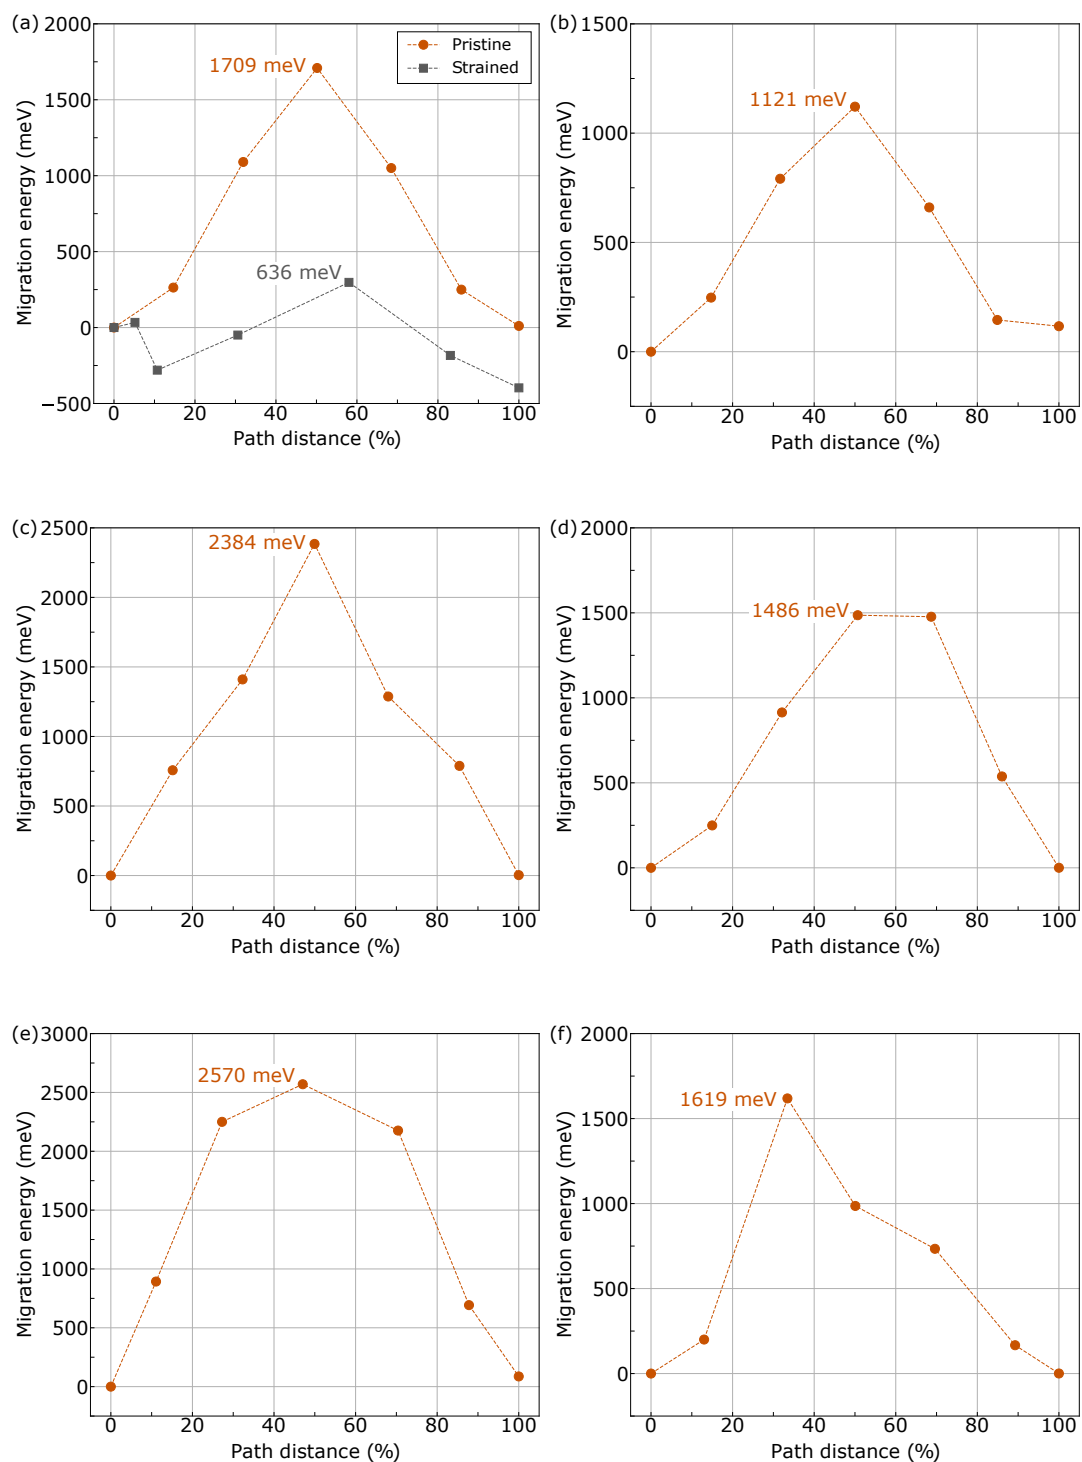 (a)
2000
1500
1000
500
0
−500
Migration energy (meV)
1709 meV
636 meV
Pristine
Strained
0 20 40 60 80 100
Path distance (%)
(b)
1500
1000
500
0
Migration energy (meV)
1121 meV
0 20 40 60 80 100
Path distance (%)
(c)
2500
2000
1500
1000
500
0
Migration energy (meV)
2384 meV
0 20 40 60 80 100
Path distance (%)
(d)
2000
1500
1000
500
0
Migration energy (meV)
1486 meV
0 20 40 60 80 100
Path distance (%)
(e)
3000
2500
2000
1500
1000
500
0
Migration energy (meV)
2570 meV
0 20 40 60 80 100
Path distance (%)
(f)
2000
1500
1000
500
0
Migration energy (meV)
1619 meV
0 20 40 60 80 100
Path distance (%)